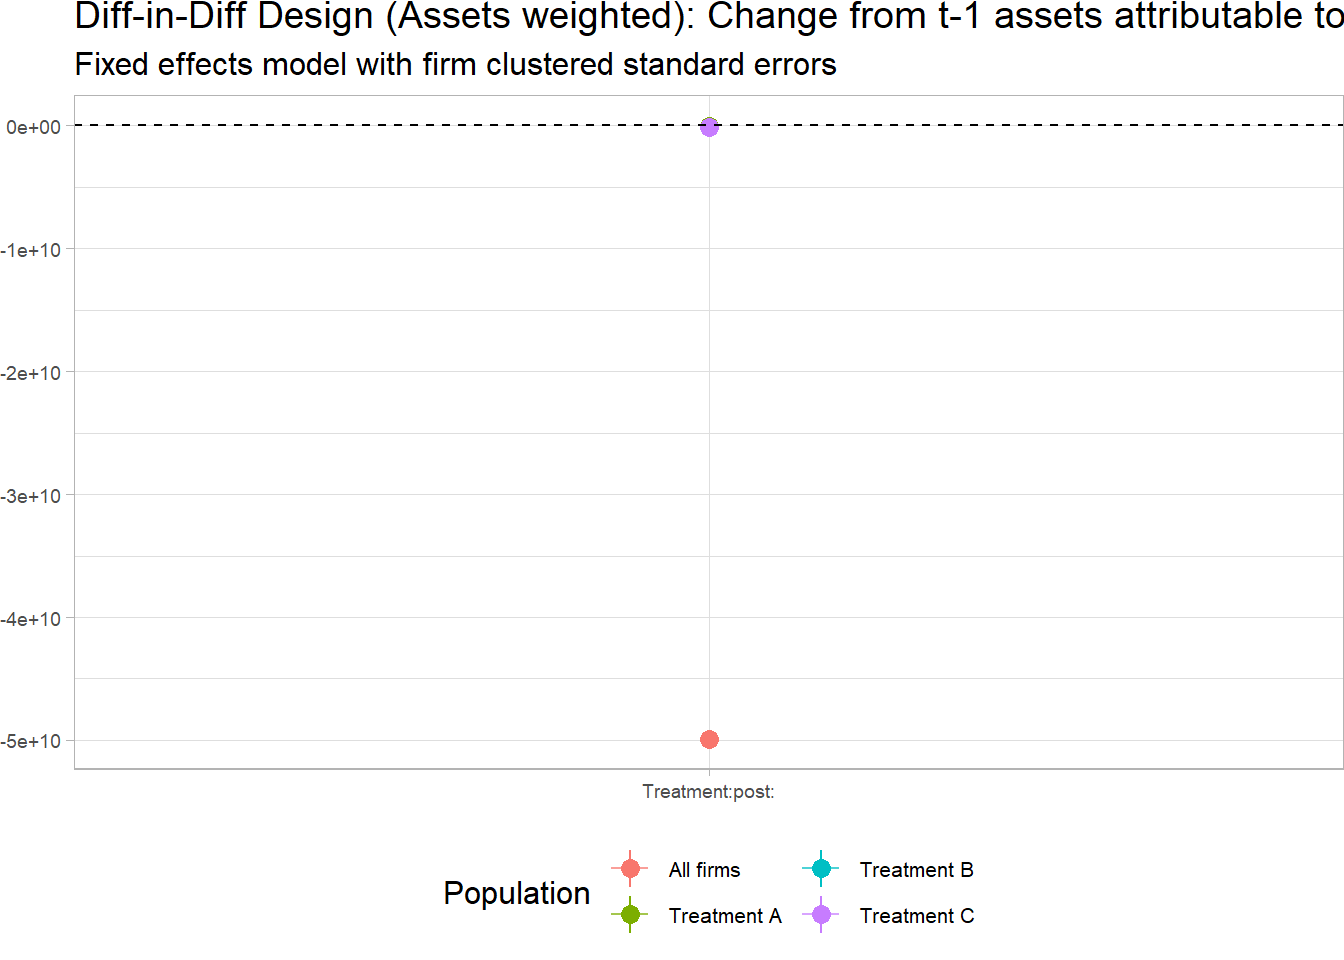 Diff-in-Diff Design (Assets weighted): Change from t-1 assets attributable to
Fixed effects model with firm clustered standard errors
0e+00
-1e+10
-2e+10
-3e+10
-4e+10
-5e+10
Treatment:post:
Population
All firms
Treatment A
Treatment B
Treatment C